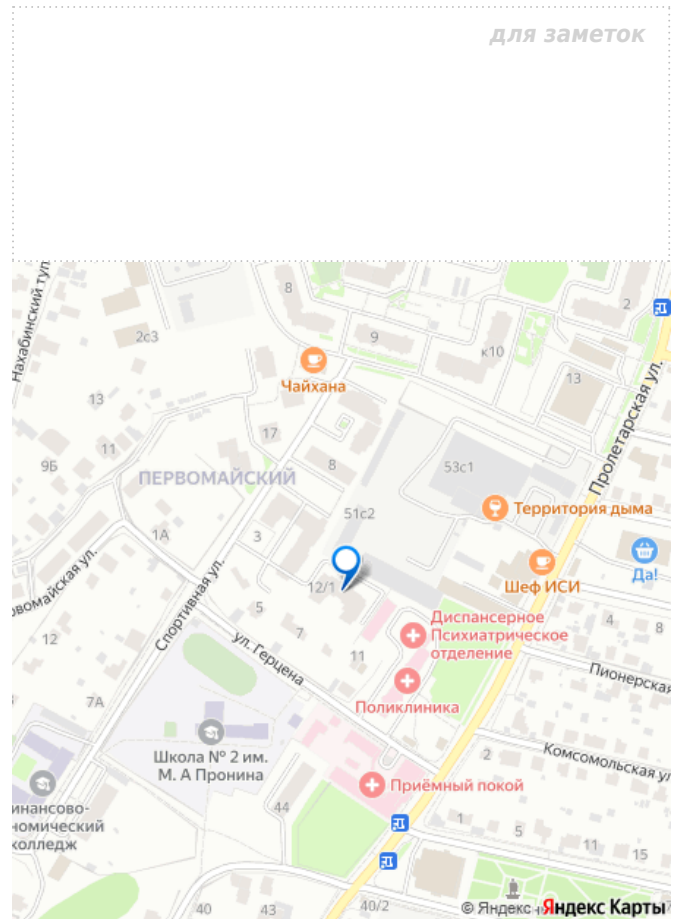 для заметок
Нахабинский туп
8
2
2с3
9
к10
13
Чайхана
13
Пролетарская ул.
17
11
9Б
8
53с1
ПЕРВОМАЙСКИЙ
Территория дыма
51с2
1А
3
Шеф ИСИ
Да!
12/1
вомайская ул.
Спортивная ул.
5
Диспансерное
Психиатрическое
отделение
4
8
12
7
ул. Герцена
11
Пионерская
7А
Поликлиника
Школа № 2 им.
М. А Пронина
2
Комсомольская ул
Приёмный покой
инансово-
номический
колледж
44
1
5
11
15
40
43
40/2
© Яндекс
Яндекс Карты